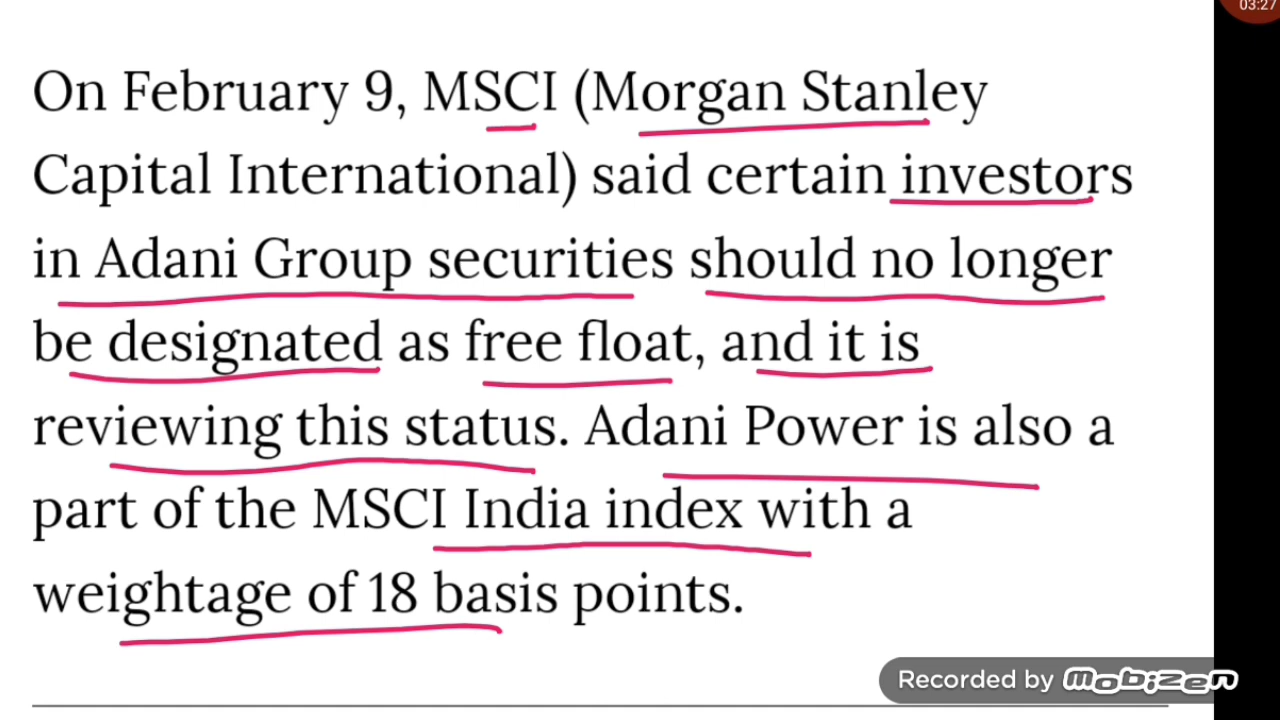 03:27
On February 9, MSCI (Morgan Stanley
Capital International) said certain investors
in Adani Group securities should no longer
be designated as free float, and it is
reviewing this status. Adani Power is also a
part of the MSCI India index with a
weightage of 18 basis points.
Recorded by mobizen